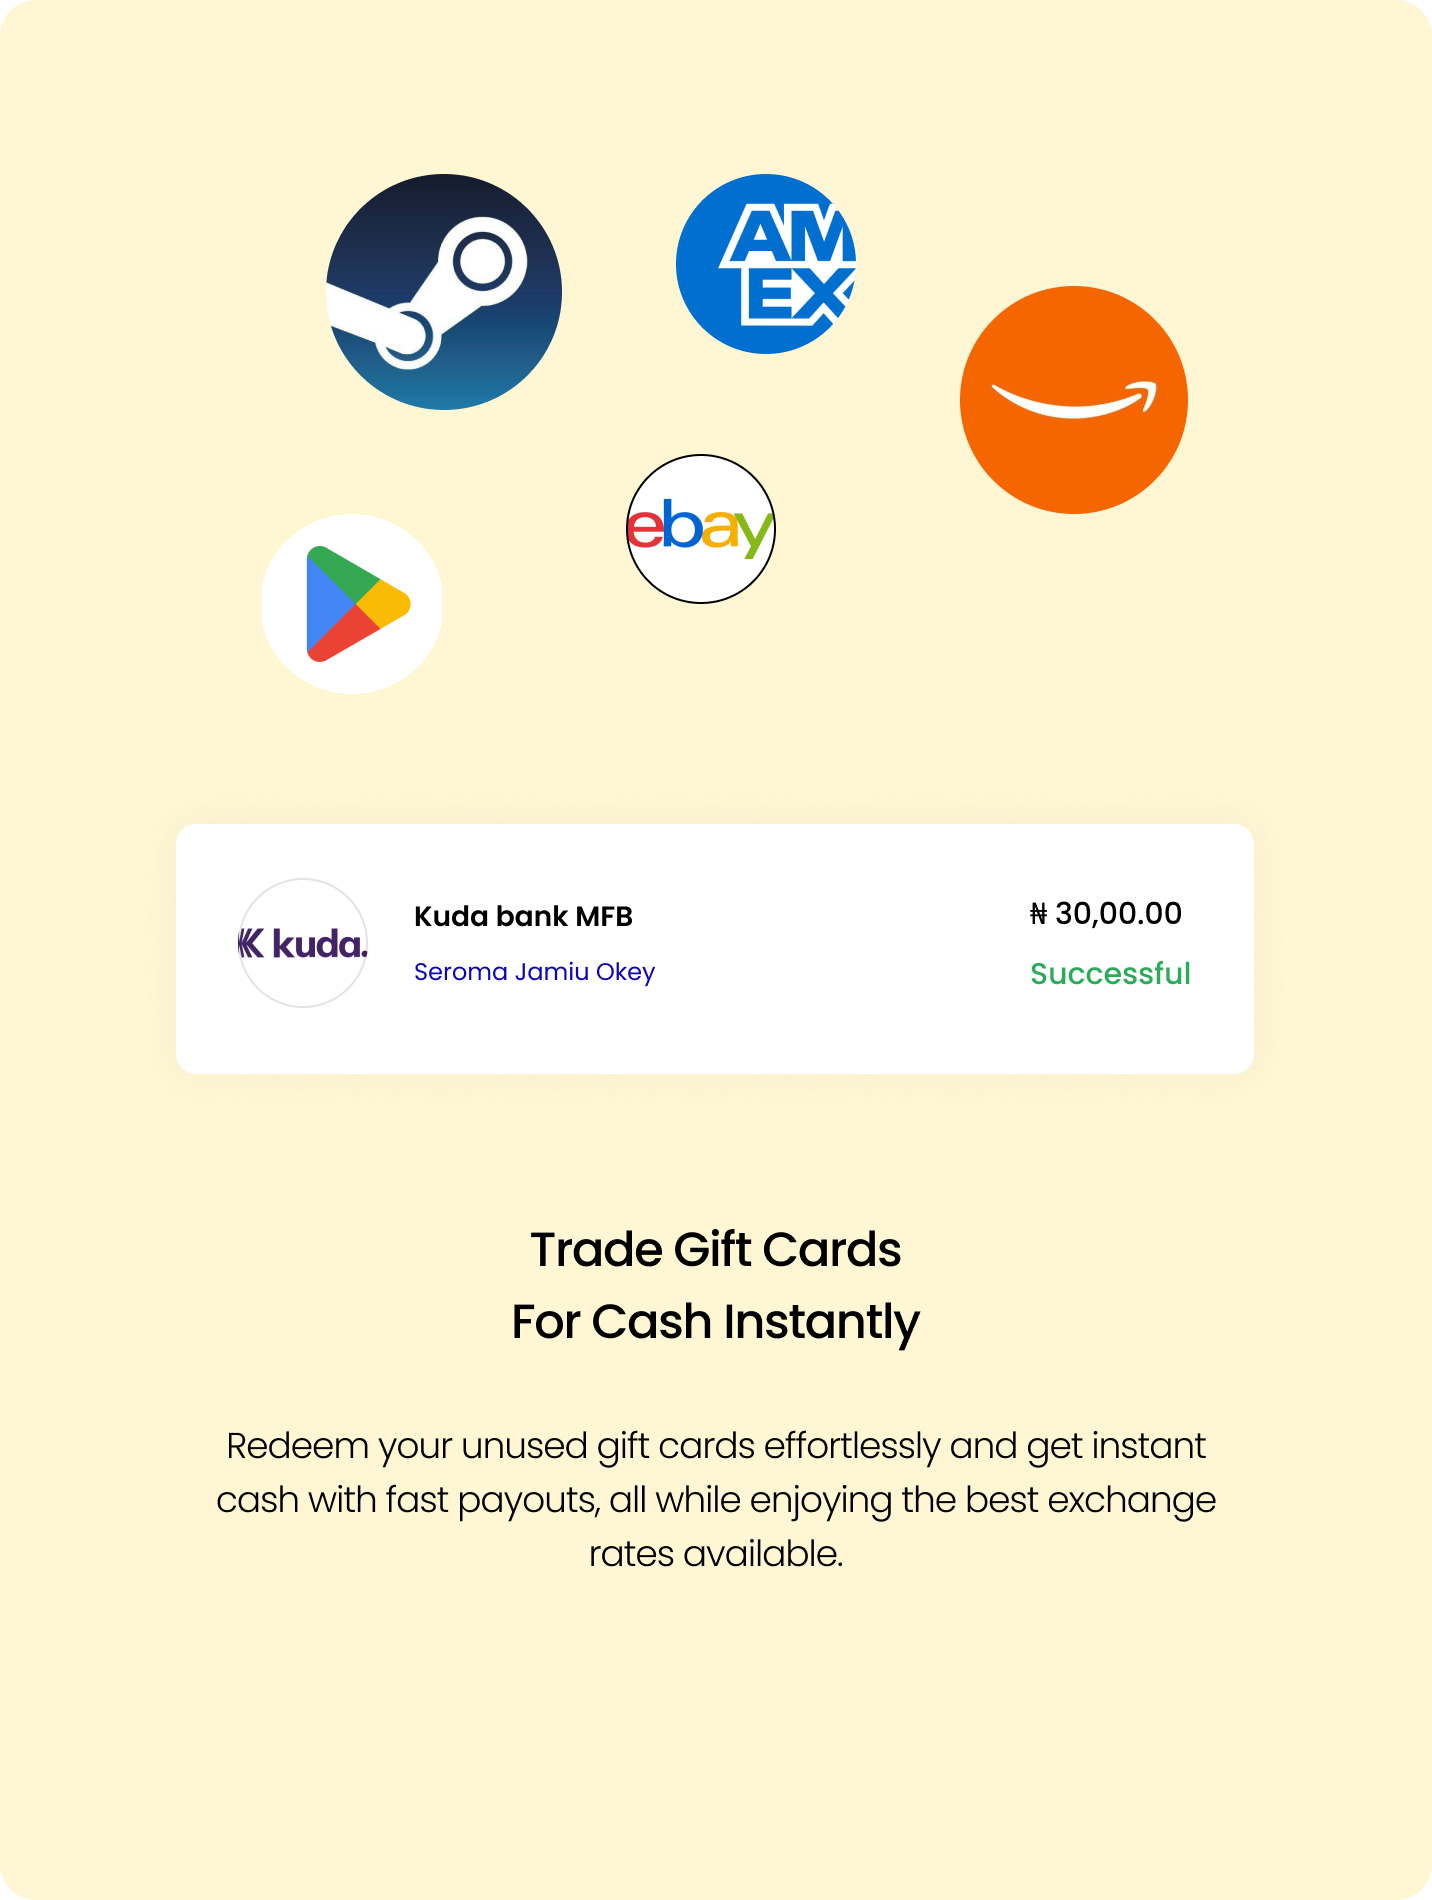 AM
EX
ebay
kuda.
Kuda bank MFB
₦ 30,00.00
Seroma Jamiu Okey
Successful
Trade Gift Cards
For Cash Instantly
Redeem your unused gift cards effortlessly and get instant
cash with fast payouts, all while enjoying the best exchange
rates available.